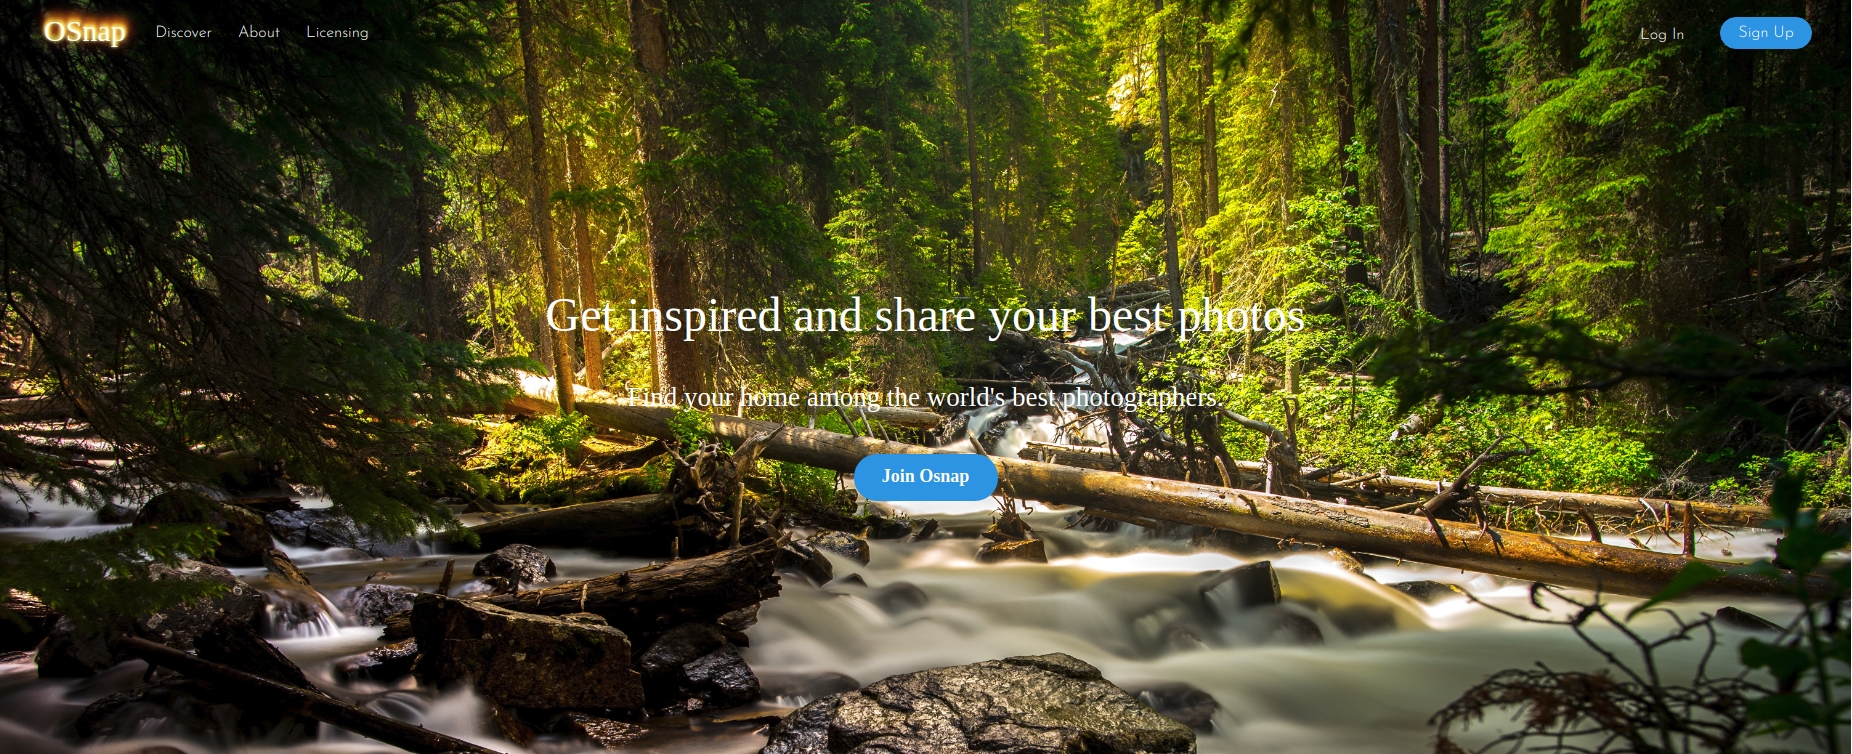 OSnap
Discover About Licensing
Log In
Sign Up
Get inspired and share your best photos
Find your home among the world's best photographers.
Join Osnap